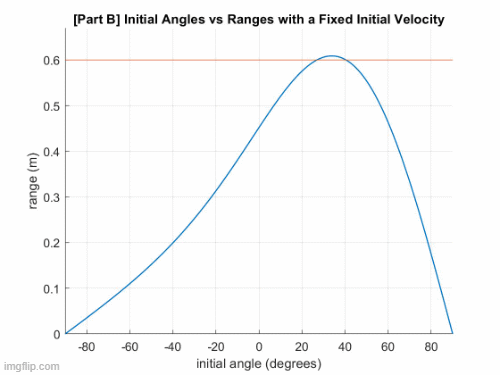 [Part B] Initial Angles vs Ranges with a Fixed Initial Velocity
range (m)
0.6
0.5
0.4
0.3
0.2
0.1
0
-80 -60 -40 -20 0 20 40 60 80
initial angle (degrees)
imgflip.com